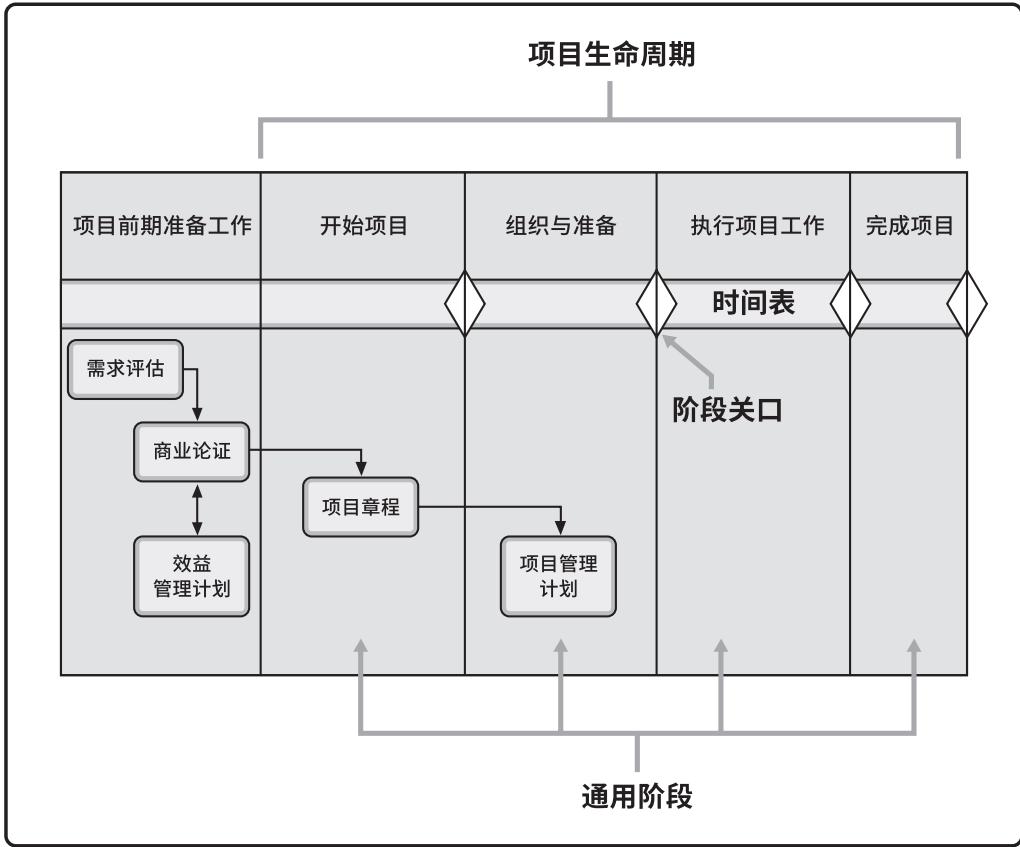 项目生命周期
项目前期准备工作
开始项目
组织与准备
执行项目工作
完成项目
时间表
需求评估
阶段关口
商业论证
项目章程
效益
管理计划
项目管理
计划
通用阶段